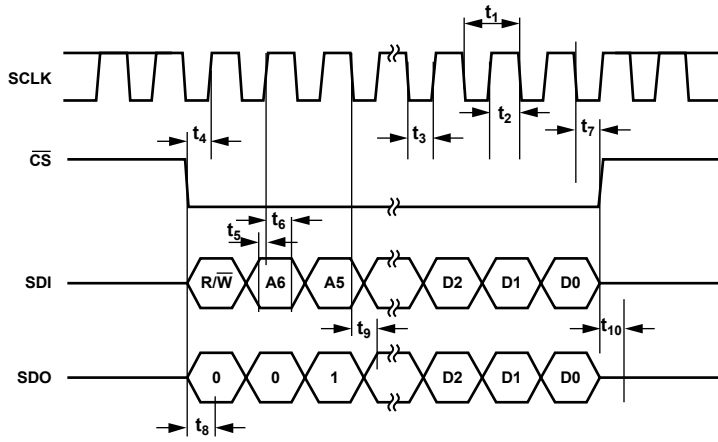 t1
SCLK
t4 t3 t2 t7
CS
t5 t6
SDI R/W A6 A5 D2 D1 D0
t9 t10
SDO 0 0 1 D2 D1 D0
t8